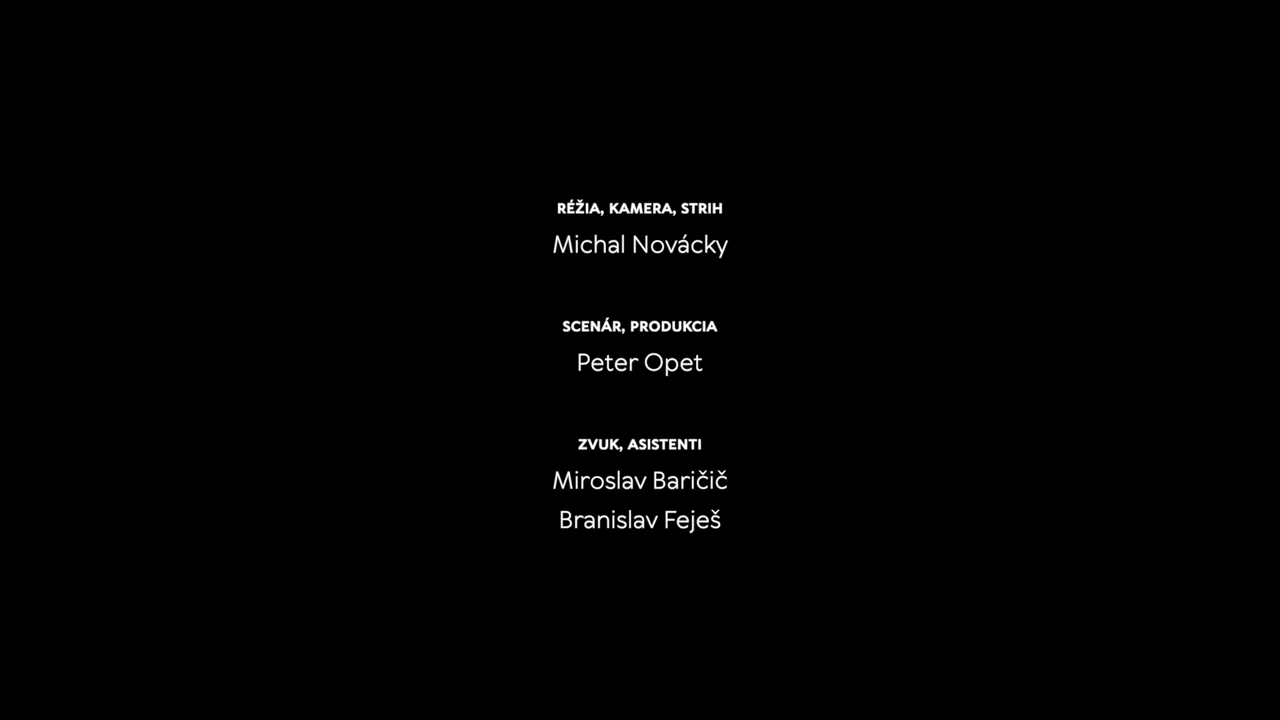 RÉŽIA, KAMERA, STRIH
Michal Novácky
SCENÁR, PRODUKCIA
Peter Opet
ZVUK, ASISTENTI
Miroslav Baričič
Branislav Feješ